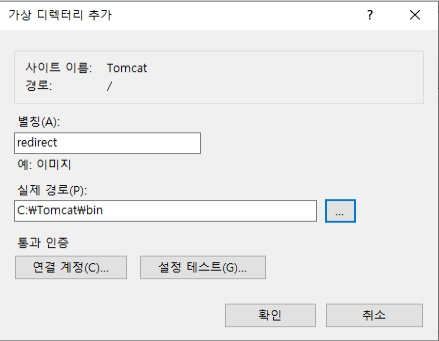 가상 디렉터리 추가
? ×
사이트 이름: Tomcat
경로: /
별칭(A):
redirect
예: 이미지
실제 경로(P):
C:₩Tomcat₩bin
...
통과 인증
연결 계정(C)...
설정 테스트(G)...
확인
취소